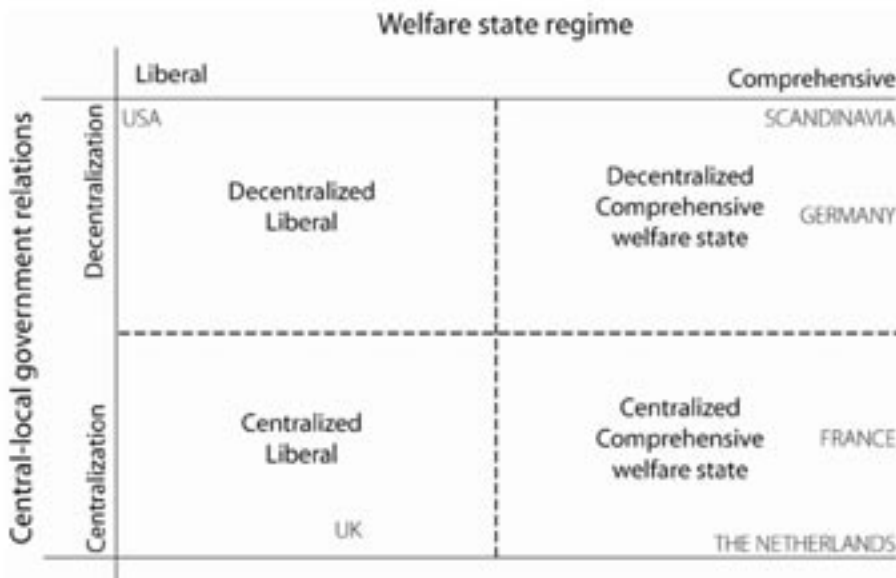 Welfare state regime
Liberal
Comprehensive
Central-local government relations
Decentralization
USA
SCANDINAVIA
Decentralized
Liberal
Decentralized
Comprehensive
welfare state
GERMANY
Centralization
Centralized
Liberal
Centralized
Comprehensive
welfare state
FRANCE
UK
THE NETHERLANDS